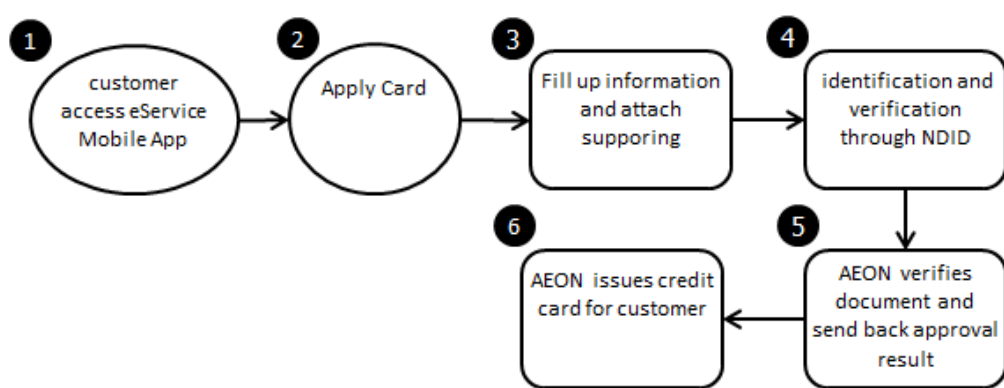 1
customer
access eService
Mobile App
2
Apply Card
3
Fill up information
and attach
supporing
4
identification and
verification
through NDID
5
AEON verifies
document and
send back approval
result
6
AEON issues credit
card for customer